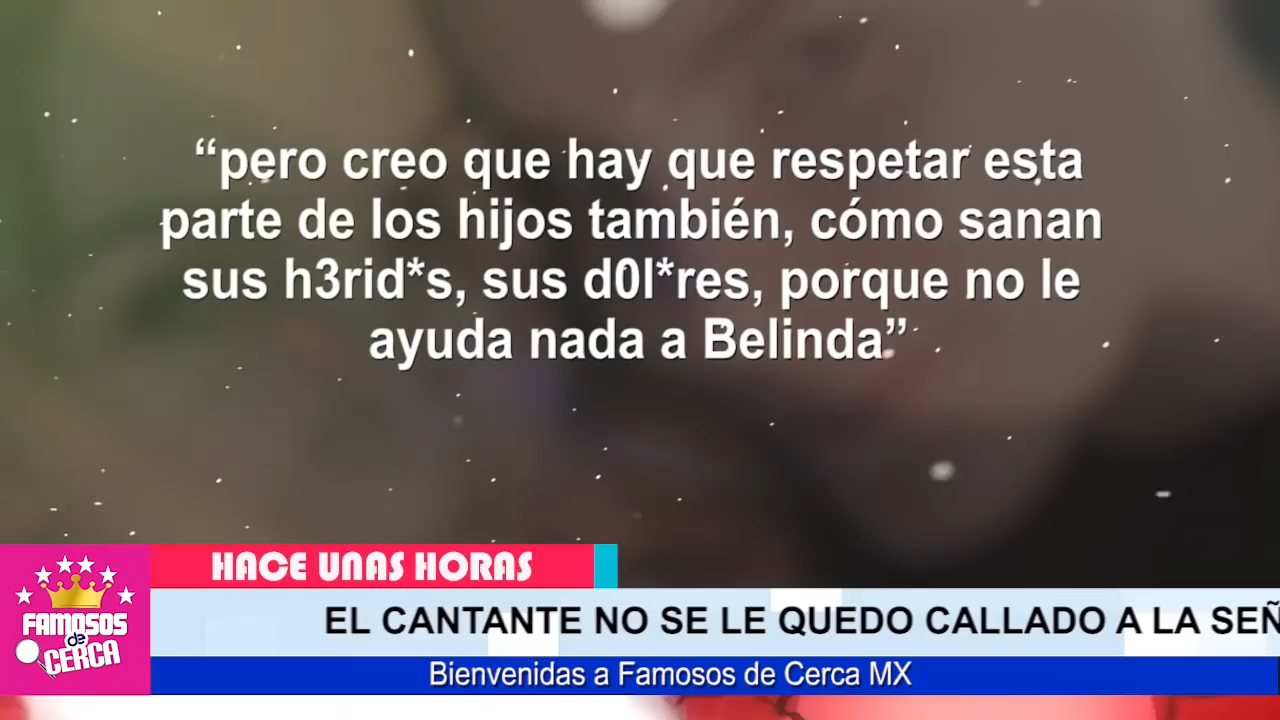 “pero creo que hay que respetar esta
parte de los hijos también, cómo sanan
sus h3rid*s, sus d0l*res, porque no le
ayuda nada a Belinda”
HACE UNAS HORAS
EL CANTANTE NO SE LE QUEDO CALLADO A LA SEÑ
Bienvenidas a Famosos de Cerca MX
FAMOSOS
de
CERCA